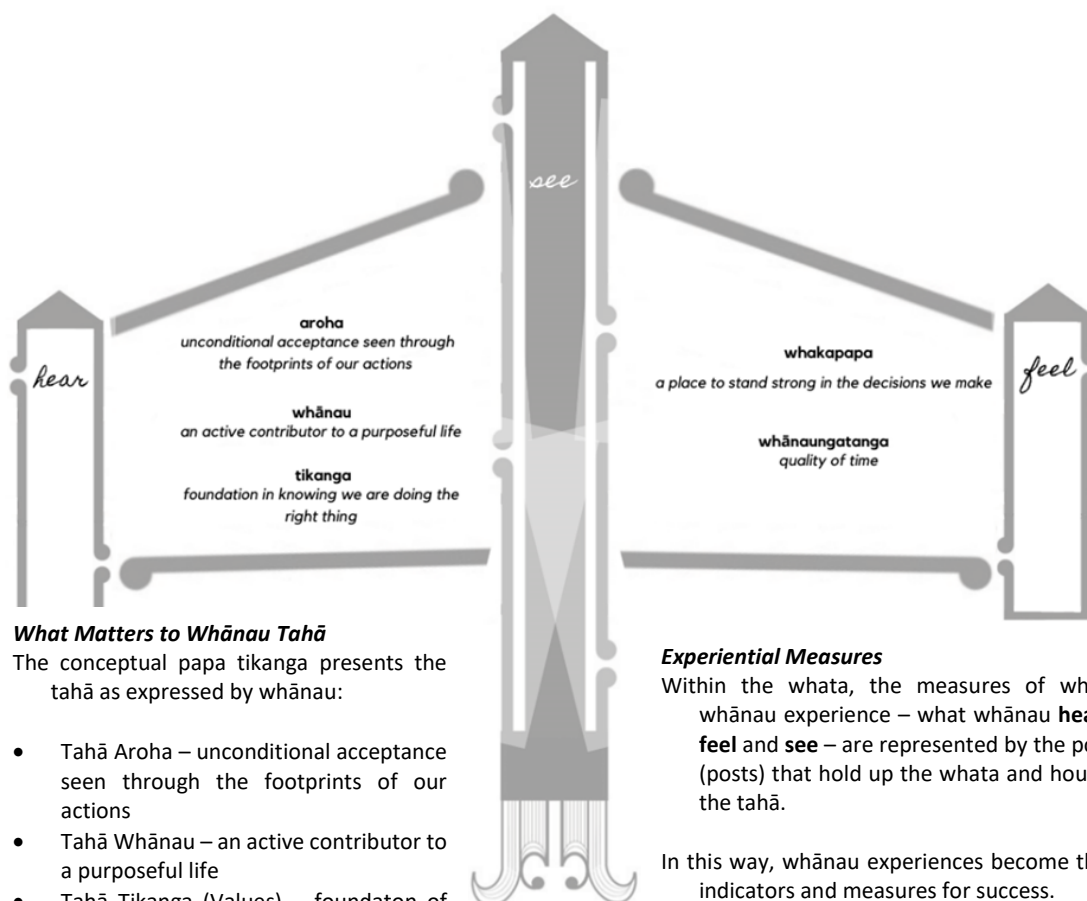 see
hear
aroha
unconditional acceptance seen through
the footprints of our actions
whānau
an active contributor to a purposeful life
tikanga
foundation in knowing we are doing the
right thing
whakapapa
a place to stand strong in the decisions we make
whānaungatanga
quality of time
feel
What Matters to Whānau Tahā
The conceptual papa tikanga presents the
tahā as expressed by whānau:
• Tahā Aroha – unconditional acceptance
seen through the footprints of our
actions
• Tahā Whānau – an active contributor to
a purposeful life
• Tahā Tikanga (Values) – foundaton of
Experiential Measures
Within the whata, the measures of
whānau experience – what whānau
feel and see – are represented by the
(posts) that hold up the whata and
the tahā.
In this way, whānau experiences become
indicators and measures for success.